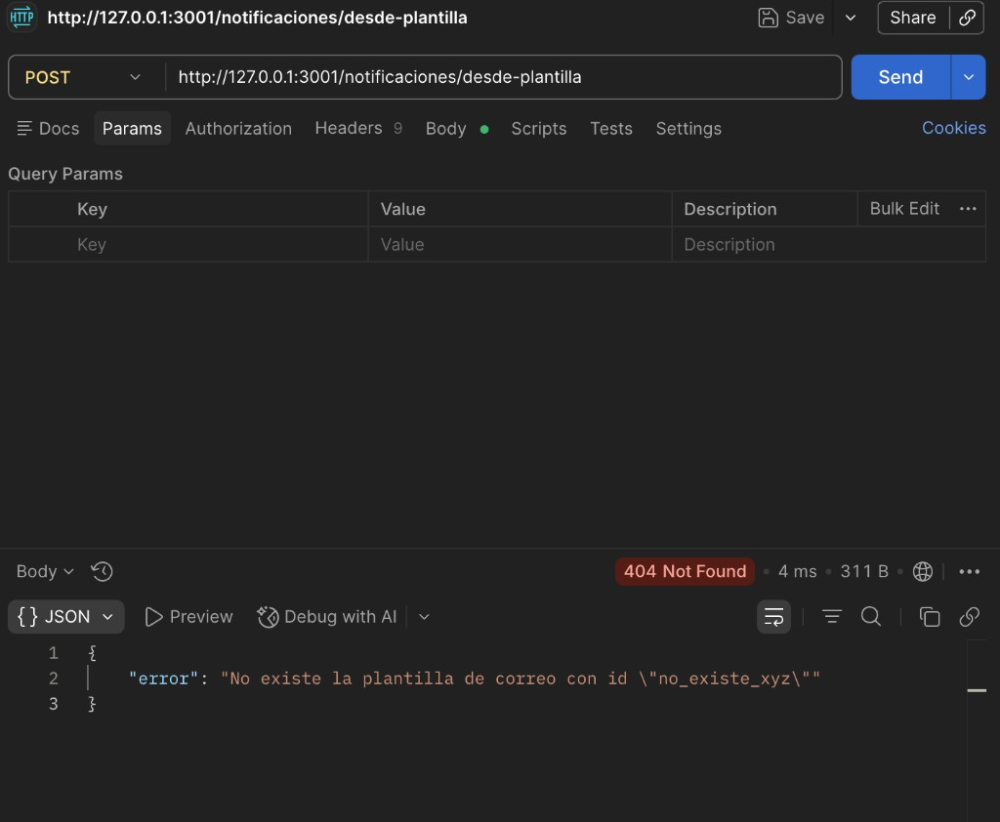 HTTP http://127.0.0.1:3001/notificaciones/desde-plantilla Save Share
POST http://127.0.0.1:3001/notificaciones/desde-plantilla Send
Docs Params Authorization Headers 9 Body Scripts Tests Settings Cookies
Query Params
Key Value Description Bulk Edit
Key Value Description
Body 404 Not Found 4 ms 311 B
{} JSON Preview Debug with AI
1 {
2 "error": "No existe la plantilla de correo con id \"no_existe_xyz\""
3 }